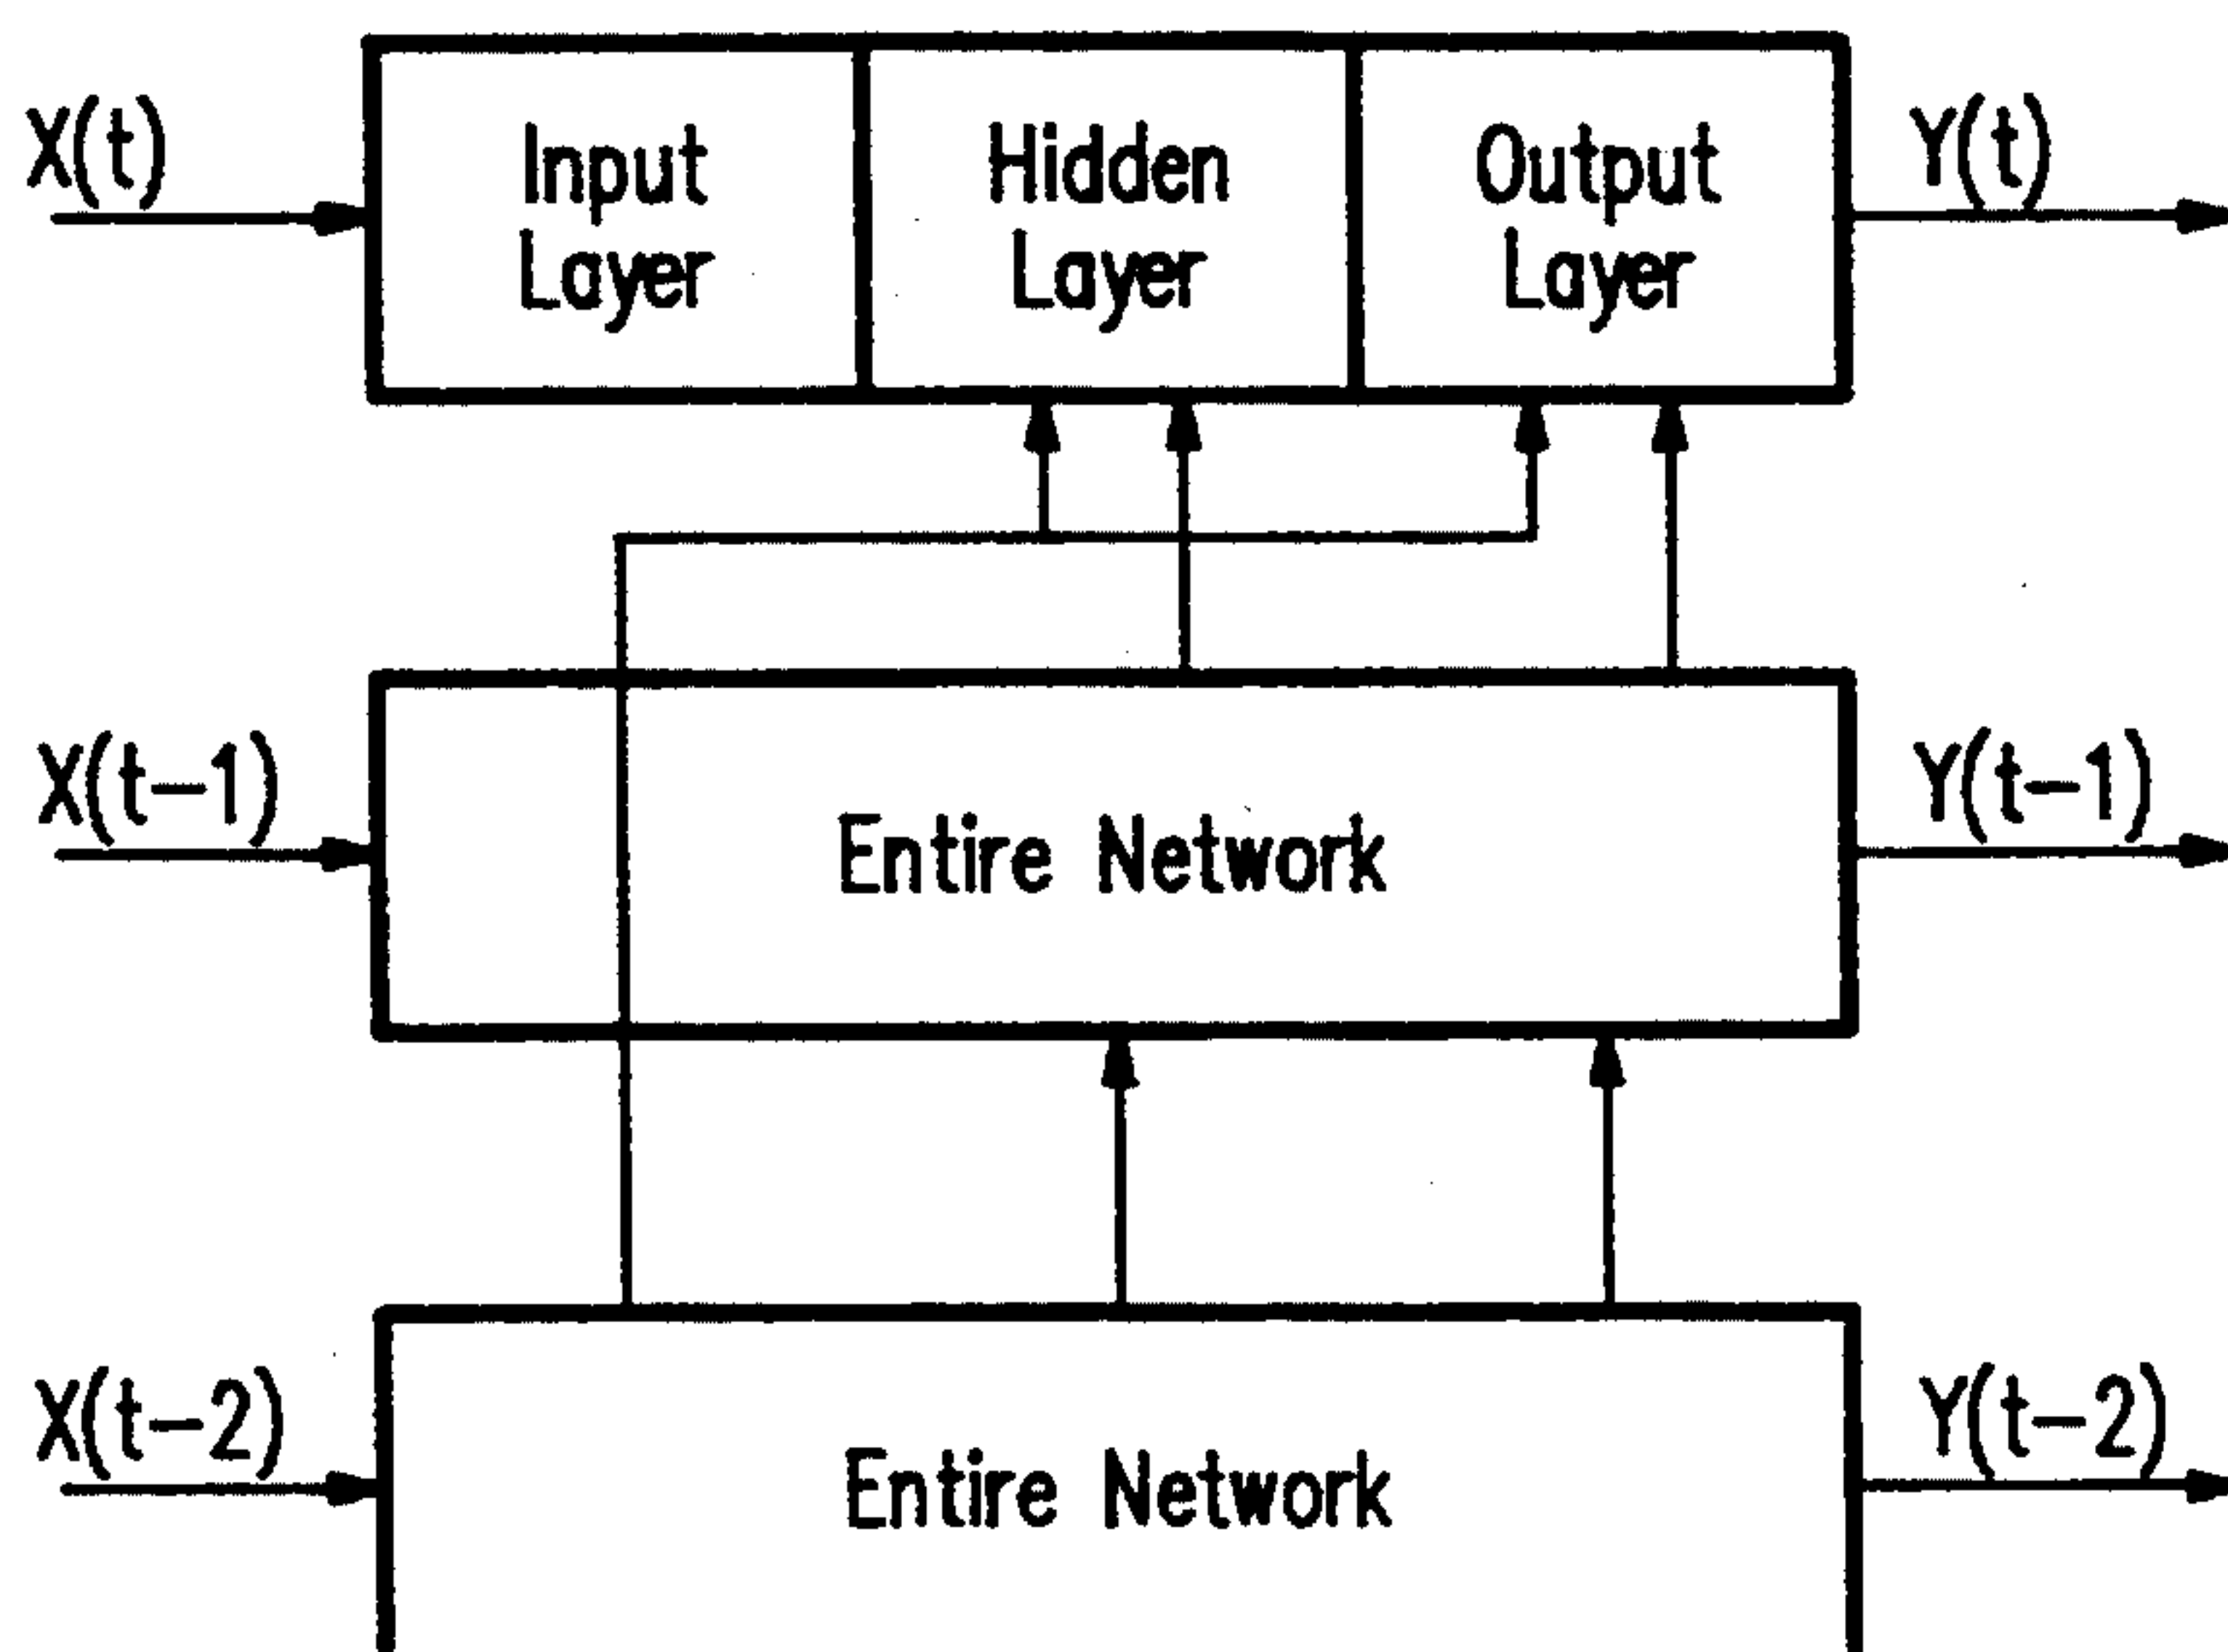 X(t)
Input
Layer
Hidden
Layer
Output
Layer
Y(t)
X(t-1)
Entire Network
Y(t-1)
X(t-2)
Entire Network
Y(t-2)